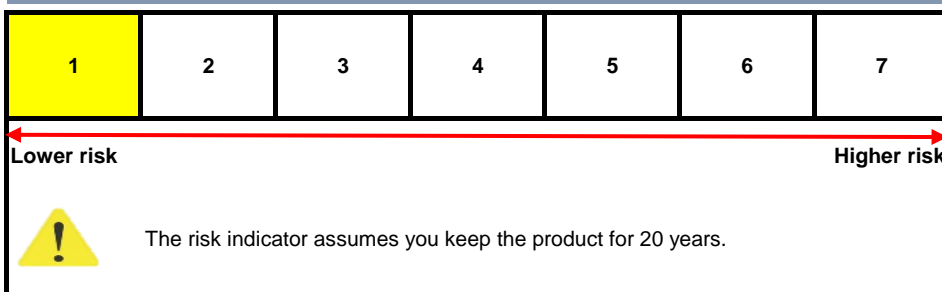 1 2 3 4 5 6 7
Lower risk Higher risk
The risk indicator assumes you keep the product for 20 years.